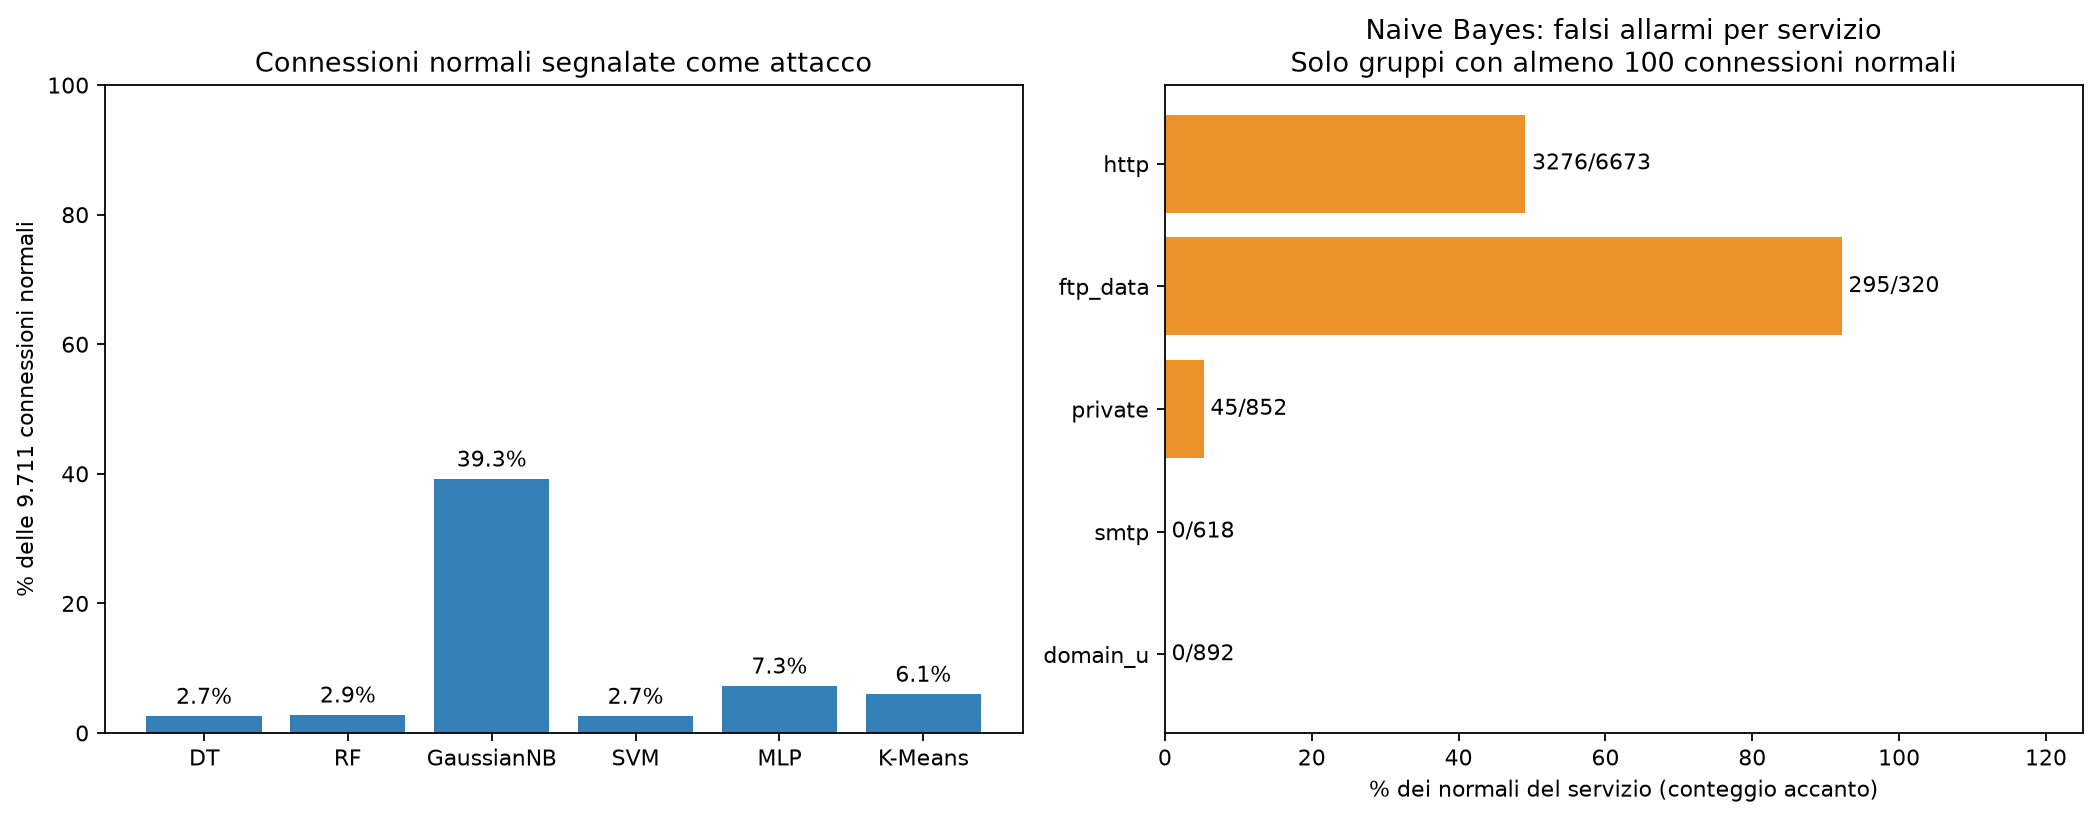 Connessioni normali segnalate come attacco
% delle 9.711 connessioni normali
100
80
60
40
20
0
2.7%
2.9%
39.3%
2.7%
7.3%
6.1%
DT
RF
GaussianNB
SVM
MLP
K-Means
Naive Bayes: falsi allarmi per servizio
Solo gruppi con almeno 100 connessioni normali
http
3276/6673
ftp_data
295/320
private
45/852
smtp
0/618
domain_u
0/892
0
20
40
60
80
100
120
% dei normali del servizio (conteggio accanto)